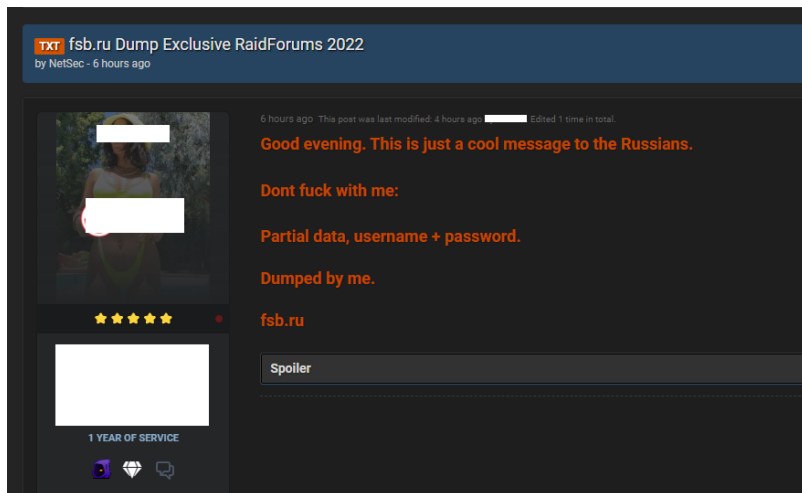 TXT fsb.ru Dump Exclusive RaidForums 2022
by NetSec - 6 hours ago
6 hours ago This post was last modified: 4 hours ago Edited 1 time in total.
Good evening. This is just a cool message to the Russians.
Dont fuck with me:
Partial data, username + password.
Dumped by me.
fsb.ru
Spoiler
1 YEAR OF SERVICE